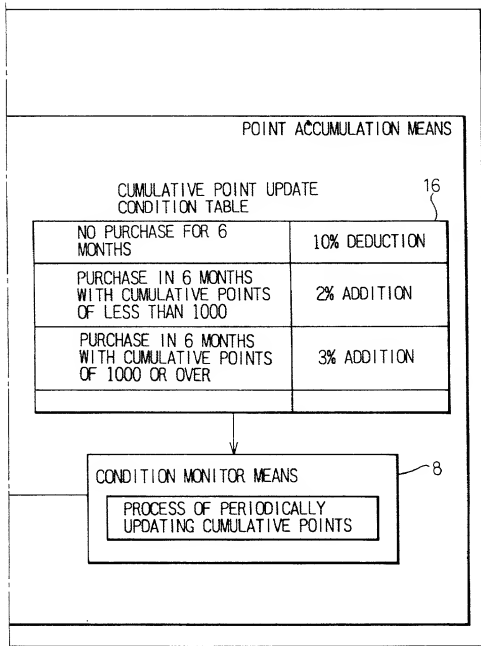 POINT ACCUMULATION MEANS
CUMULATIVE POINT UPDATE
CONDITION TABLE
16
NO PURCHASE FOR 6
MONTHS
10% DEDUCTION
PURCHASE IN 6 MONTHS
WITH CUMULATIVE POINTS
OF LESS THAN 1000
2% ADDITION
PURCHASE IN 6 MONTHS
WITH CUMULATIVE POINTS
OF 1000 OR OVER
3% ADDITION
CONDITION MONITOR MEANS
8
PROCESS OF PERIODICALLY
UPDATING CUMULATIVE POINTS